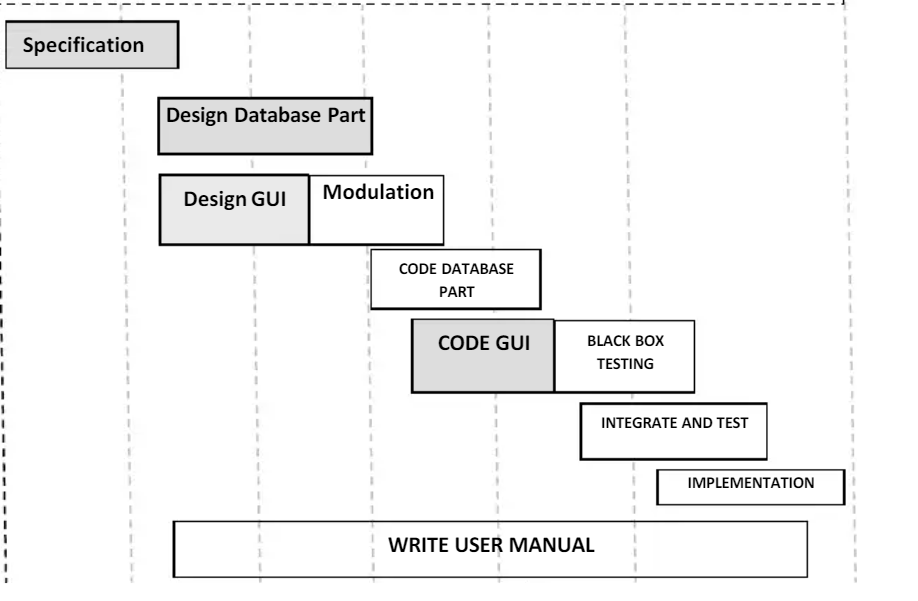 Specification
Design Database Part
Design GUI
Modulation
CODE DATABASE
PART
CODE GUI
BLACK BOX
TESTING
INTEGRATE AND TEST
IMPLEMENTATION
WRITE USER MANUAL